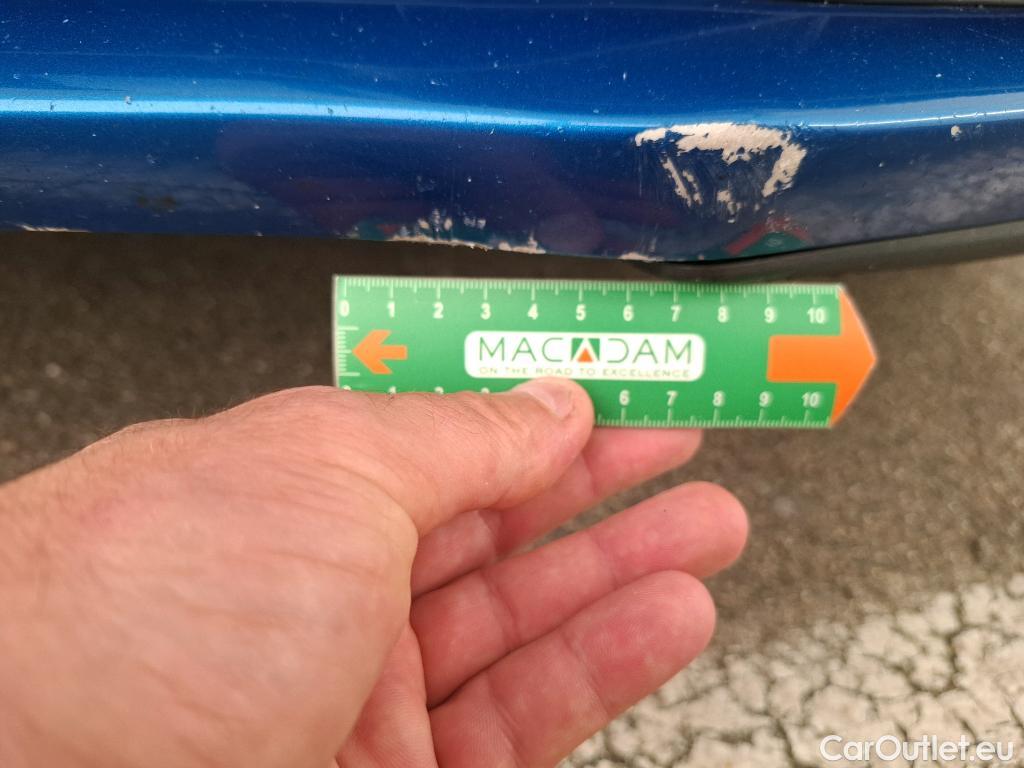 0 1 2 3 4 5 6 7 8 9 10
MACADAM
ON THE ROAD TO EXCELLENCE
6 7 8 9 10
CarOutlet.eu